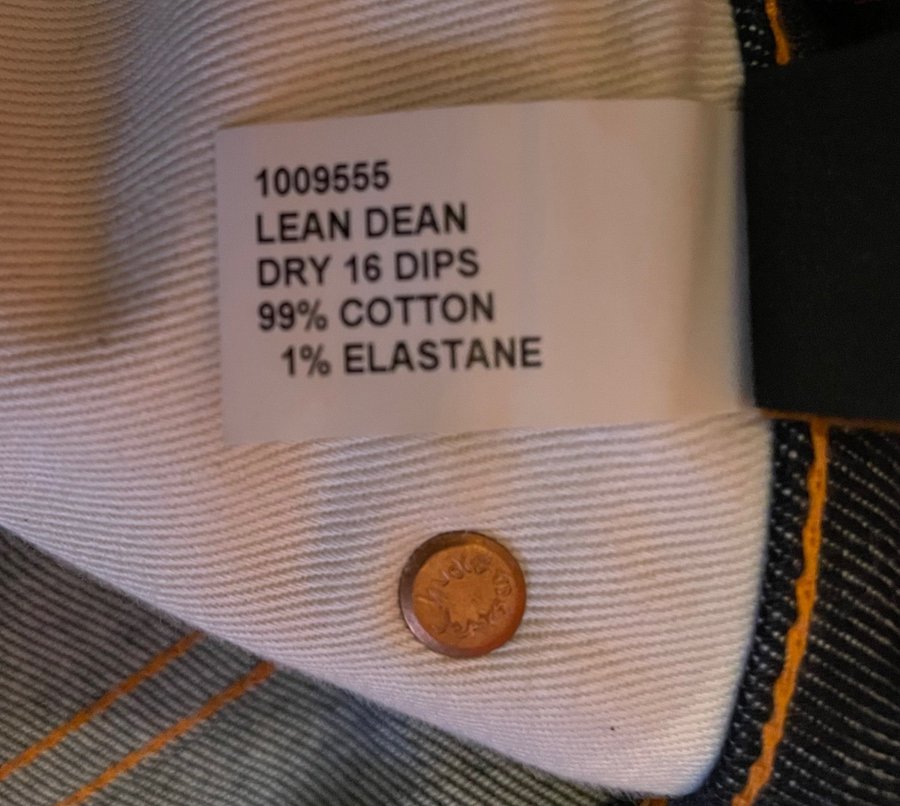 1009555
LEAN DEAN
DRY 16 DIPS
99% COTTON
1% ELASTANE